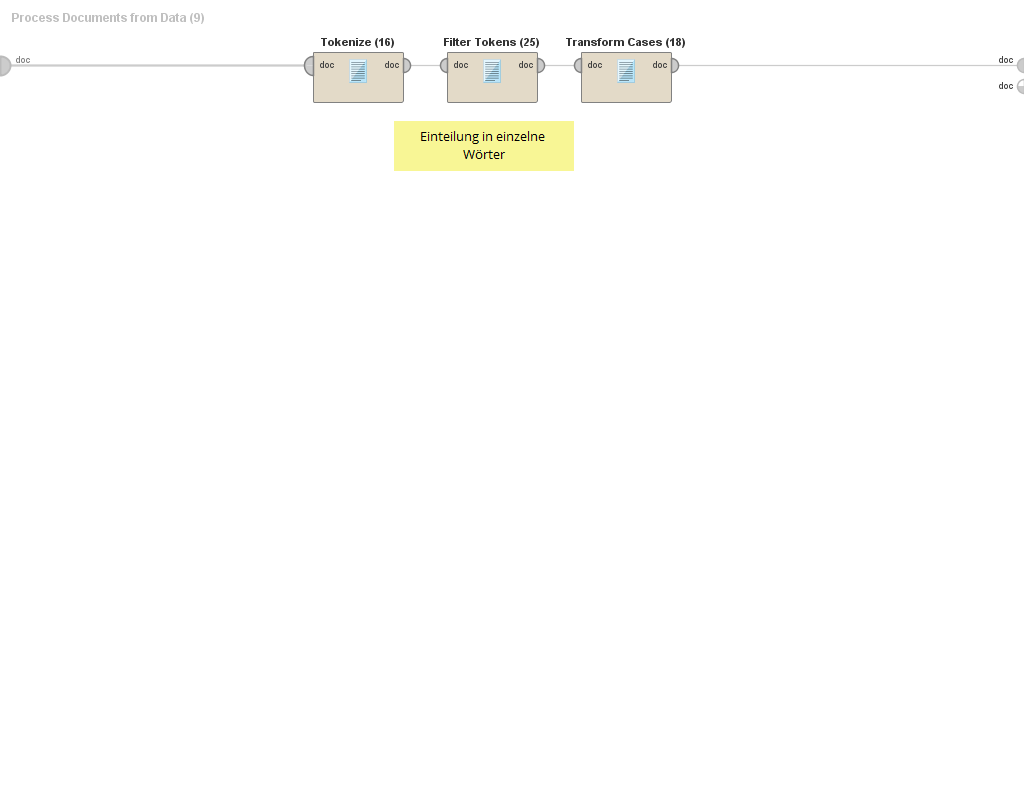 Process Documents from Data (9)
Tokenize (16) Filter Tokens (25) Transform Cases (18)
doc doc doc doc doc doc doc doc
doc
Einteilung in einzelne
Wörter